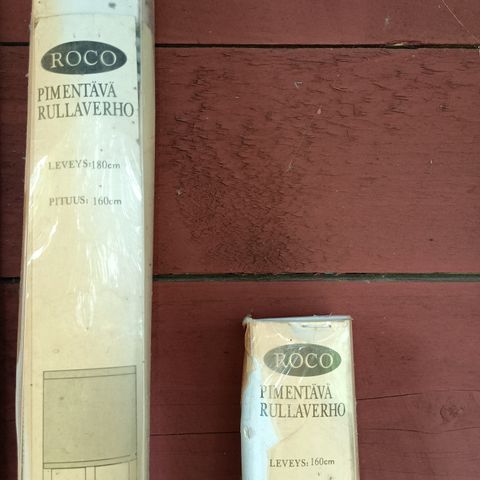 ROCO
PIMENTÄVÄ
RULLAVERHO
LEVEYS: 180cm
PITUUS: 160cm
ROCO
PIMENTÄVÄ
RULLAVERHO
LEVEYS: 160cm